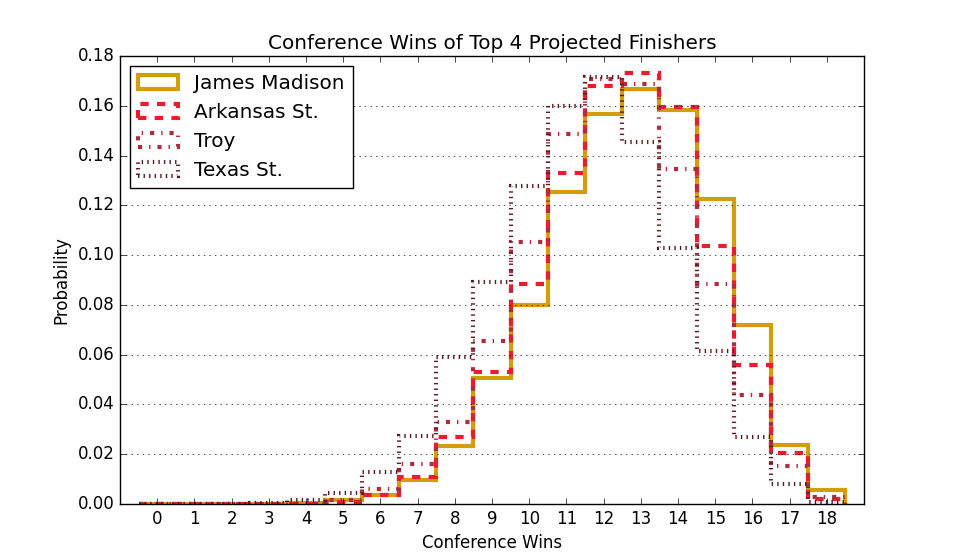 Conference Wins of Top 4 Projected Finishers
James Madison
Arkansas St.
Troy
Texas St.
Probability
0.18
0.16
0.14
0.12
0.10
0.08
0.06
0.04
0.02
0.00
0 1 2 3 4 5 6 7 8 9 10 11 12 13 14 15 16 17 18
Conference Wins